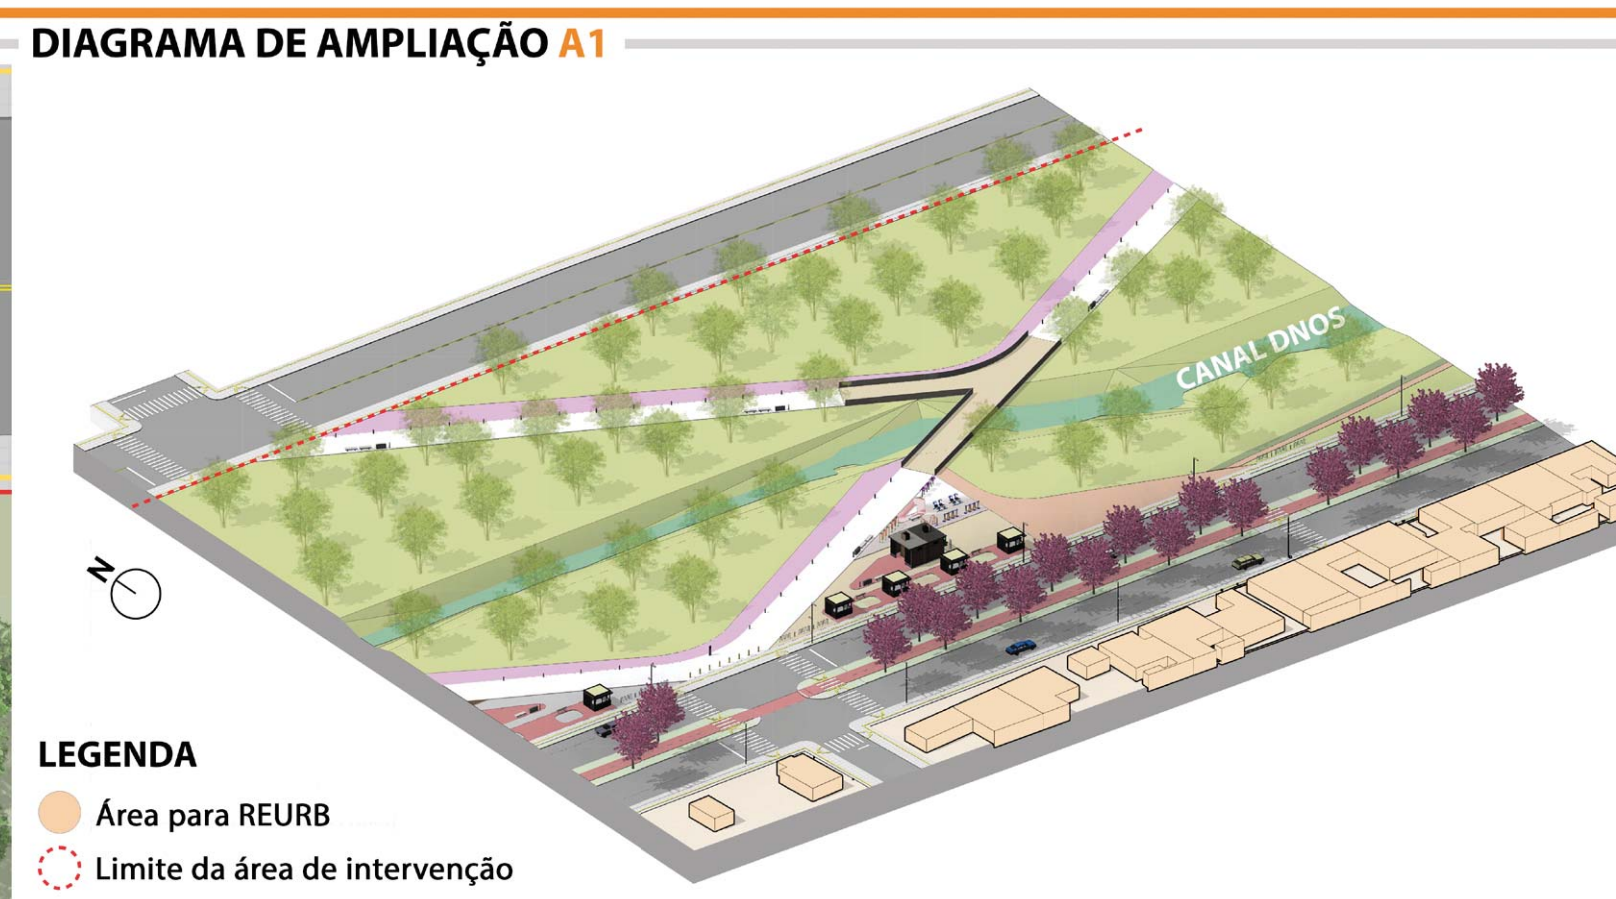 DIAGRAMA DE AMPLIAÇÃO A1
CANAL DNOS
N
LEGENDA
Área para REURB
Limite da área de intervenção